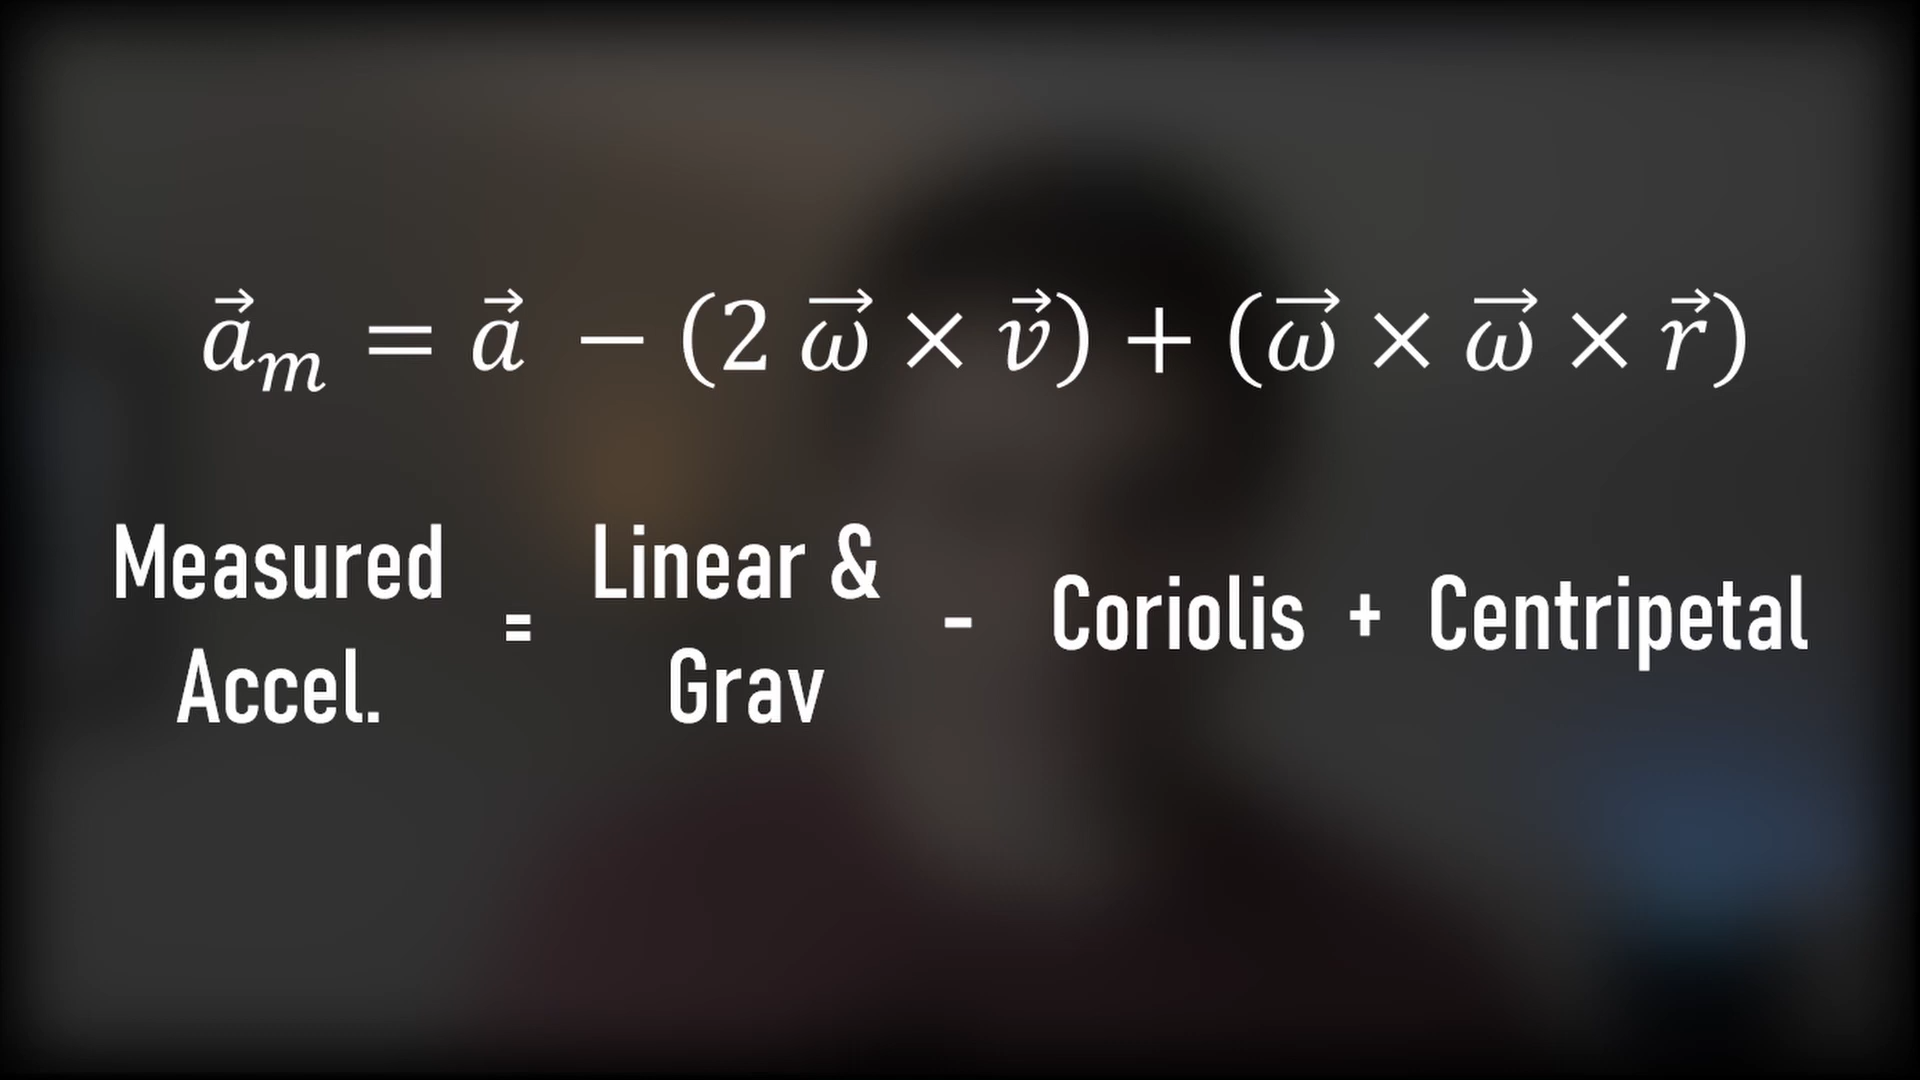 a⃗ₘ = a⃗ − (2 ω⃗ × v⃗) + (ω⃗ × ω⃗ × r⃗)
Measured Accel. = Linear & Grav - Coriolis + Centripetal